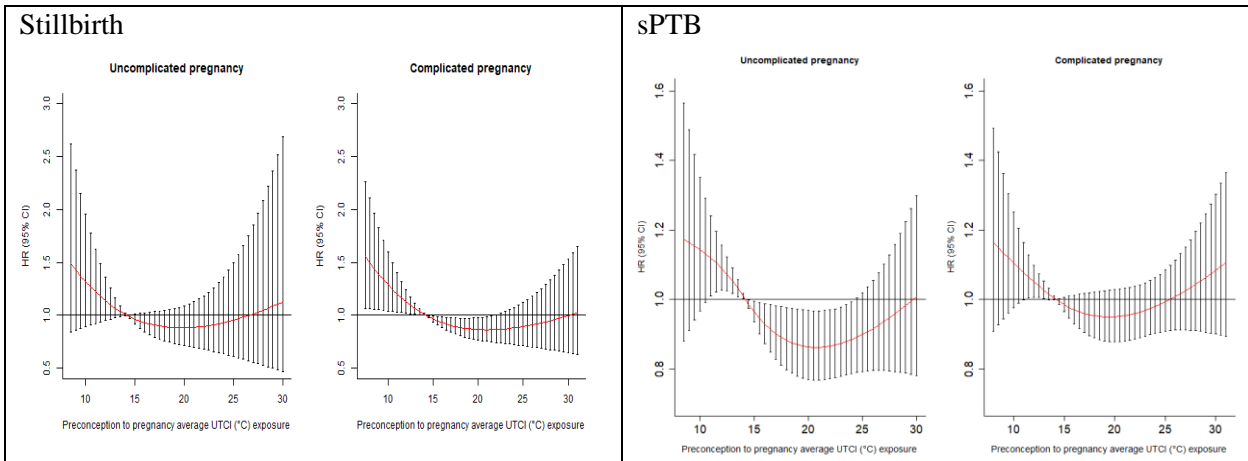 Stillbirth
Uncomplicated pregnancy
HR (95% CI)
3.0
2.5
2.0
1.5
1.0
0.5
10 15 20 25 30
Preconception to pregnancy average UTCI (°C) exposure
Complicated pregnancy
HR (95% CI)
3.0
2.5
2.0
1.5
1.0
0.5
10 15 20 25 30
Preconception to pregnancy average UTCI (°C) exposure
sPTB
Uncomplicated pregnancy
HR (95% CI)
1.6
1.4
1.2
1.0
0.8
10 15 20 25 30
Preconception to pregnancy average UTCI (°C) exposure
Complicated pregnancy
HR (95% CI)
1.6
1.4
1.2
1.0
0.8
10 15 20 25 30
Preconception to pregnancy average UTCI (°C) exposure